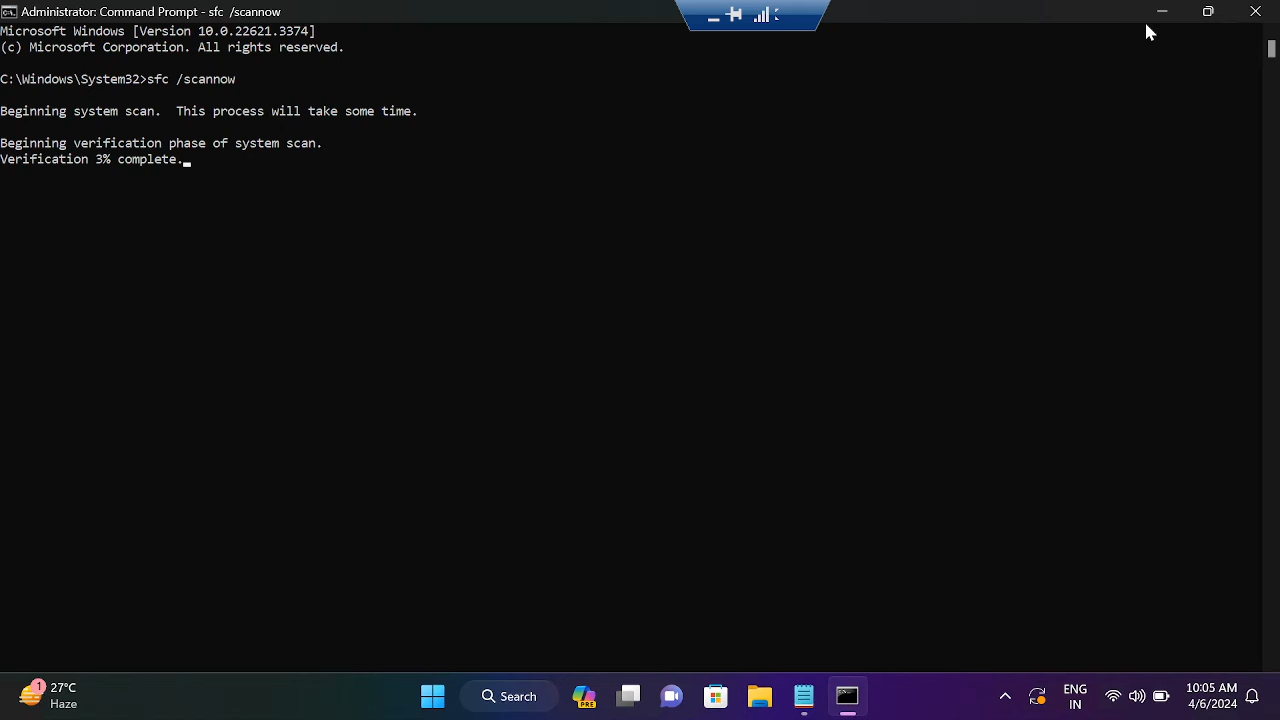 Administrator: Command Prompt - sfc /scannow
Microsoft Windows [Version 10.0.22621.3374]
(c) Microsoft Corporation. All rights reserved.
C:\Windows\System32>sfc /scannow
Beginning system scan.  This process will take some time.
Beginning verification phase of system scan.
Verification 3% complete.
1
27°C
Haze
Search
PRE
ENG
IN
10:05 AM
4/6/2024